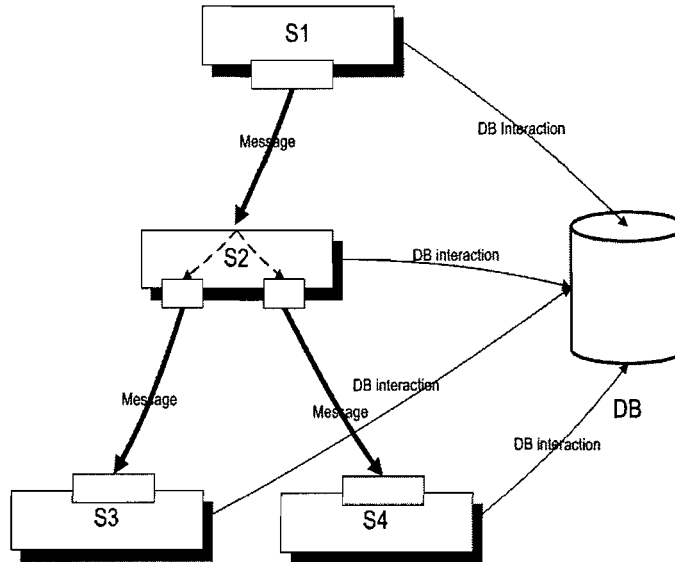 S1
DB Interaction
Message
S2
DB interaction
DB interaction
Message
Message
DB
DB interaction
S3
S4